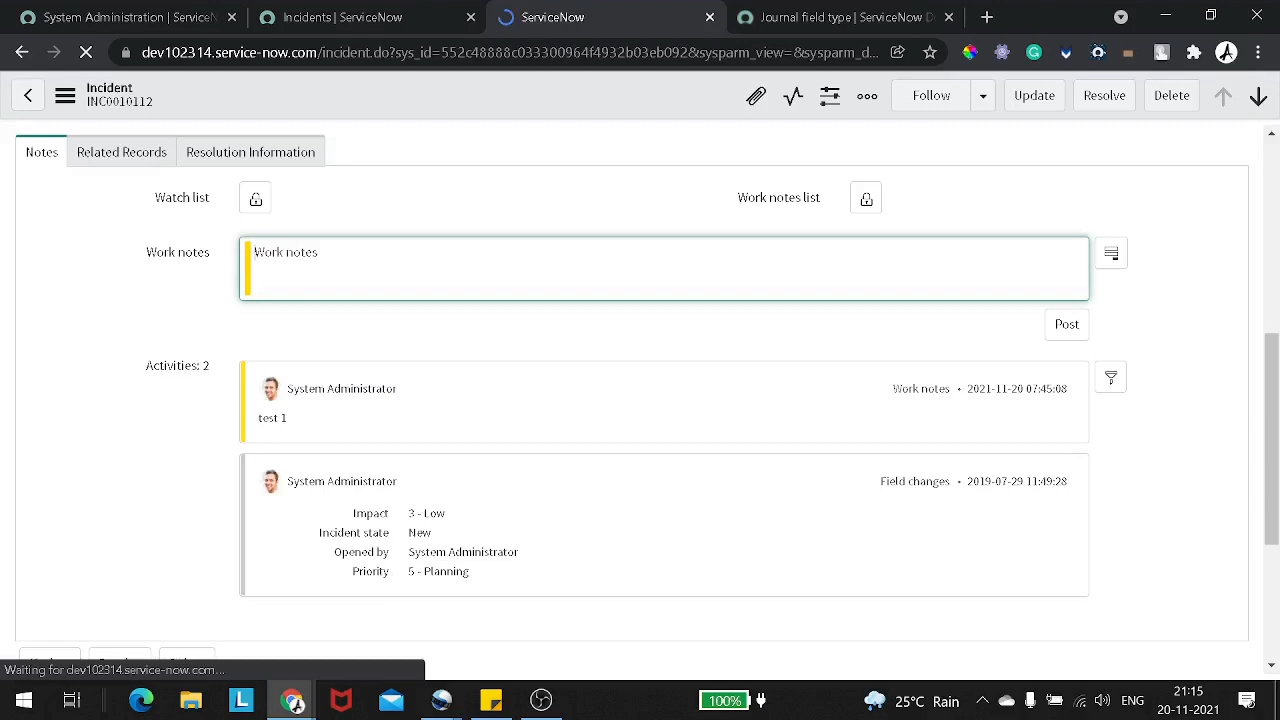 System Administration | ServiceN
Incidents | ServiceNow
ServiceNow
Journal field type | ServiceNow D
dev102314.service-now.com/incident.do?sys_id=552c48888c033300964f4932b03eb092&sysparm_view=&sysparm_d...
Incident
INC0010112
Follow
Update
Resolve
Delete
Notes
Related Records
Resolution Information
Watch list
Work notes list
Work notes
Work notes
Post
Activities: 2
System Administrator
Work notes • 2021-11-20 07:45:08
test 1
System Administrator
Field changes • 2019-07-29 11:49:28
Impact 3 - Low
Incident state New
Opened by System Administrator
Priority 5 - Planning
Waiting for dev102314.service-now.com...
100%
25°C Rain
ENG
21:15
20-11-2021